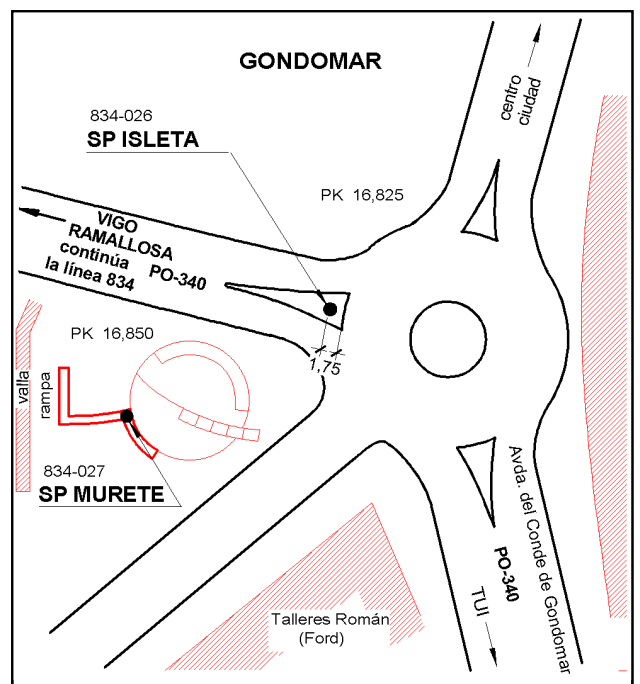 GONDOMAR
834-026
SP ISLETA
centro
ciudad
PK 16,825
VIGO
RAMALLOSA
continúa PO-340
la línea 834
PK 16,850
1,75
valla
rampa
834-027
SP MURETE
Avda. del Conde de Gondomar
PO-340
TUI
Talleres Román
(Ford)